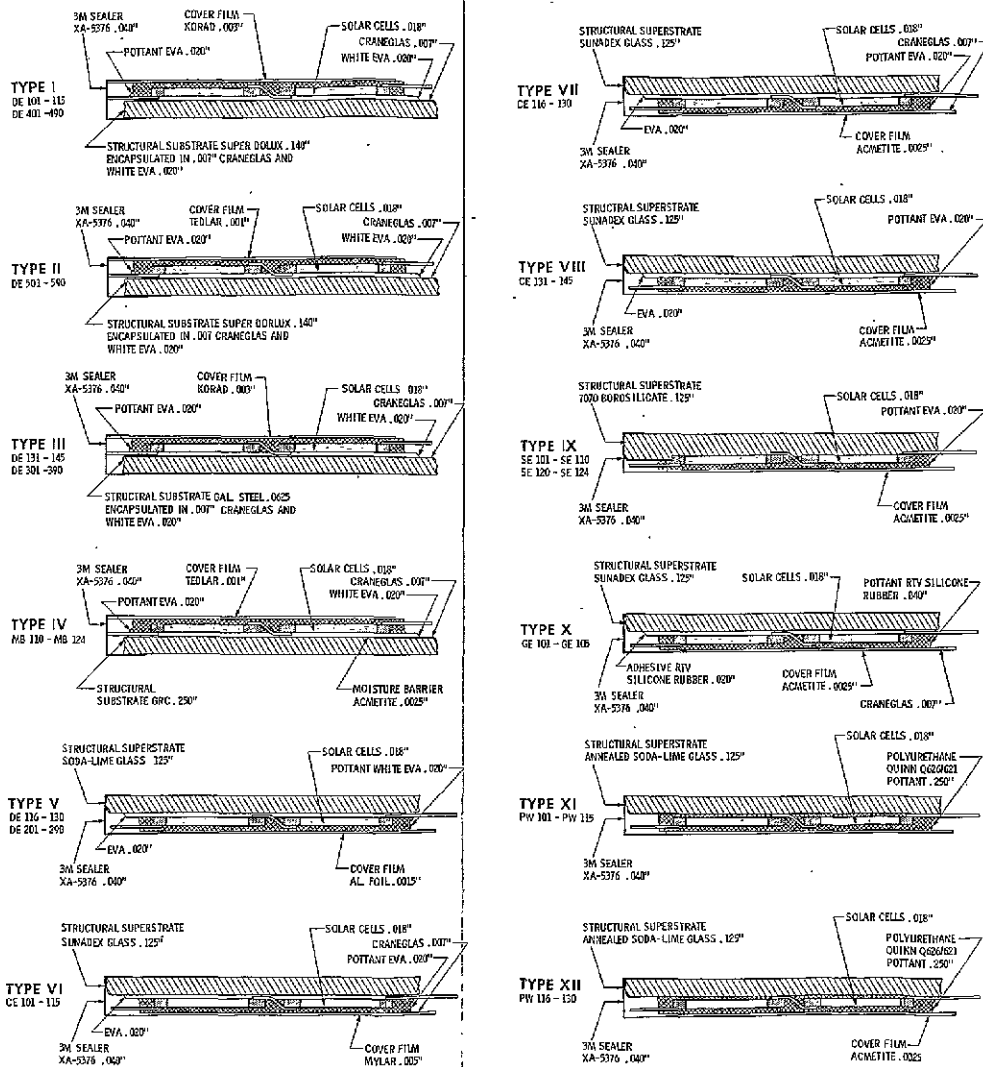 3M SEALER
XA-5376 .040"
COVER FILM
KORAD .003"
SOLAR CELLS .018"
CRANEGLAS .007"
WHITE EVA .020"
POTTANT EVA .020"
TYPE I
DE 101 - 115
DE 401 - 490
STRUCTURAL SUBSTRATE SUPER DOLUX .140"
ENCAPSULATED IN .007" CRANEGLAS AND
WHITE EVA .020"
3M SEALER
XA-5376 .040"
COVER FILM
TEDLAR .001"
SOLAR CELLS .018"
CRANEGLAS .007"
WHITE EVA .020"
POTTANT EVA .020"
TYPE II
DE 501 - 590
STRUCTURAL SUBSTRATE SUPER DORLUX .140"
ENCAPSULATED IN .007 CRANEGLAS AND
WHITE EVA .020"
3M SEALER
XA-5376 .040"
COVER FILM
KORAD .003"
SOLAR CELLS .018"
CRANEGLAS .007"
WHITE EVA .020"
POTTANT EVA .020"
TYPE III
DE 131 - 145
DE 301 - 390
STRUCTRAL SUBSTRATE GAL. STEEL .0625
ENCAPSULATED IN .007" CRANEGLAS AND
WHITE EVA .020"
3M SEALER
XA-5376 .040"
COVER FILM
TEDLAR .001"
SOLAR CELLS .018"
CRANEGLAS .007"
WHITE EVA .020"
POTTANT EVA .020"
TYPE IV
MB 110 - MB 124
STRUCTURAL
SUBSTRATE GRC .250"
MOISTURE BARRIER
ACMETITE .0025"
STRUCTURAL SUPERSTRATE
SODA-LIME GLASS .125"
SOLAR CELLS .018"
POTTANT WHITE EVA .020"
TYPE V
DE 116 - 130
DE 201 - 290
EVA .020"
3M SEALER
XA-5376 .040"
COVER FILM
AL. FOIL .0015"
STRUCTURAL SUPERSTRATE
SUNADEX GLASS .125"
SOLAR CELLS .018"
CRANEGLAS .007"
POTTANT EVA .020"
TYPE VI
CE 101 - 115
EVA .020"
3M SEALER
XA-5376 .040"
COVER FILM
MYLAR .005"
STRUCTURAL SUPERSTRATE
SUNADEX GLASS .125"
SOLAR CELLS .018"
CRANEGLAS .007"
POTTANT EVA .020"
TYPE VII
CE 116 - 130
EVA .020"
3M SEALER
XA-5376 .040"
COVER FILM
ACMETITE .0025"
STRUCTRAL SUPERSTRATE
SUNADEX GLASS .125"
SOLAR CELLS .018"
POTTANT EVA .020"
TYPE VIII
CE 131 - 145
EVA .020"
3M SEALER
XA-5376 .040"
COVER FILM
ACMETITE .0025"
STRUCTURAL SUPERSTRATE
7070 BOROSILICATE .125"
SOLAR CELLS .018"
POTTANT EVA .020"
TYPE IX
SE 101 - SE 110
SE 120 - SE 124
3M SEALER
XA-5376 .040"
COVER FILM
ACMETITE .0025"
STRUCTURAL SUPERSTRATE
SUNADEX GLASS .125"
SOLAR CELLS .018"
POTTANT RTV SILICONE
RUBBER .040"
TYPE X
GE 101 - GE 106
ADHESIVE RTV
SILICONE RUBBER .020"
3M SEALER
XA-5376 .040"
COVER FILM
ACMETITE .0025"
CRANEGLAS .007"
STRUCTURAL SUPERSTRATE
ANNEALED SODA-LIME GLASS .125"
SOLAR CELLS .018"
POLYURETHANE
QUINN Q626/621
POTTANT .250"
TYPE XI
PW 101 - PW 115
3M SEALER
XA-5376 .040"
STRUCTURAL SUPERSTRATE
ANNEALED SODA-LIME GLASS .125"
SOLAR CELLS .018"
POLYURETHANE
QUINN Q626/621
POTTANT .250"
TYPE XII
PW 116 - 130
3M SEALER
XA-5376 .040"
COVER FILM
ACMETITE .0025